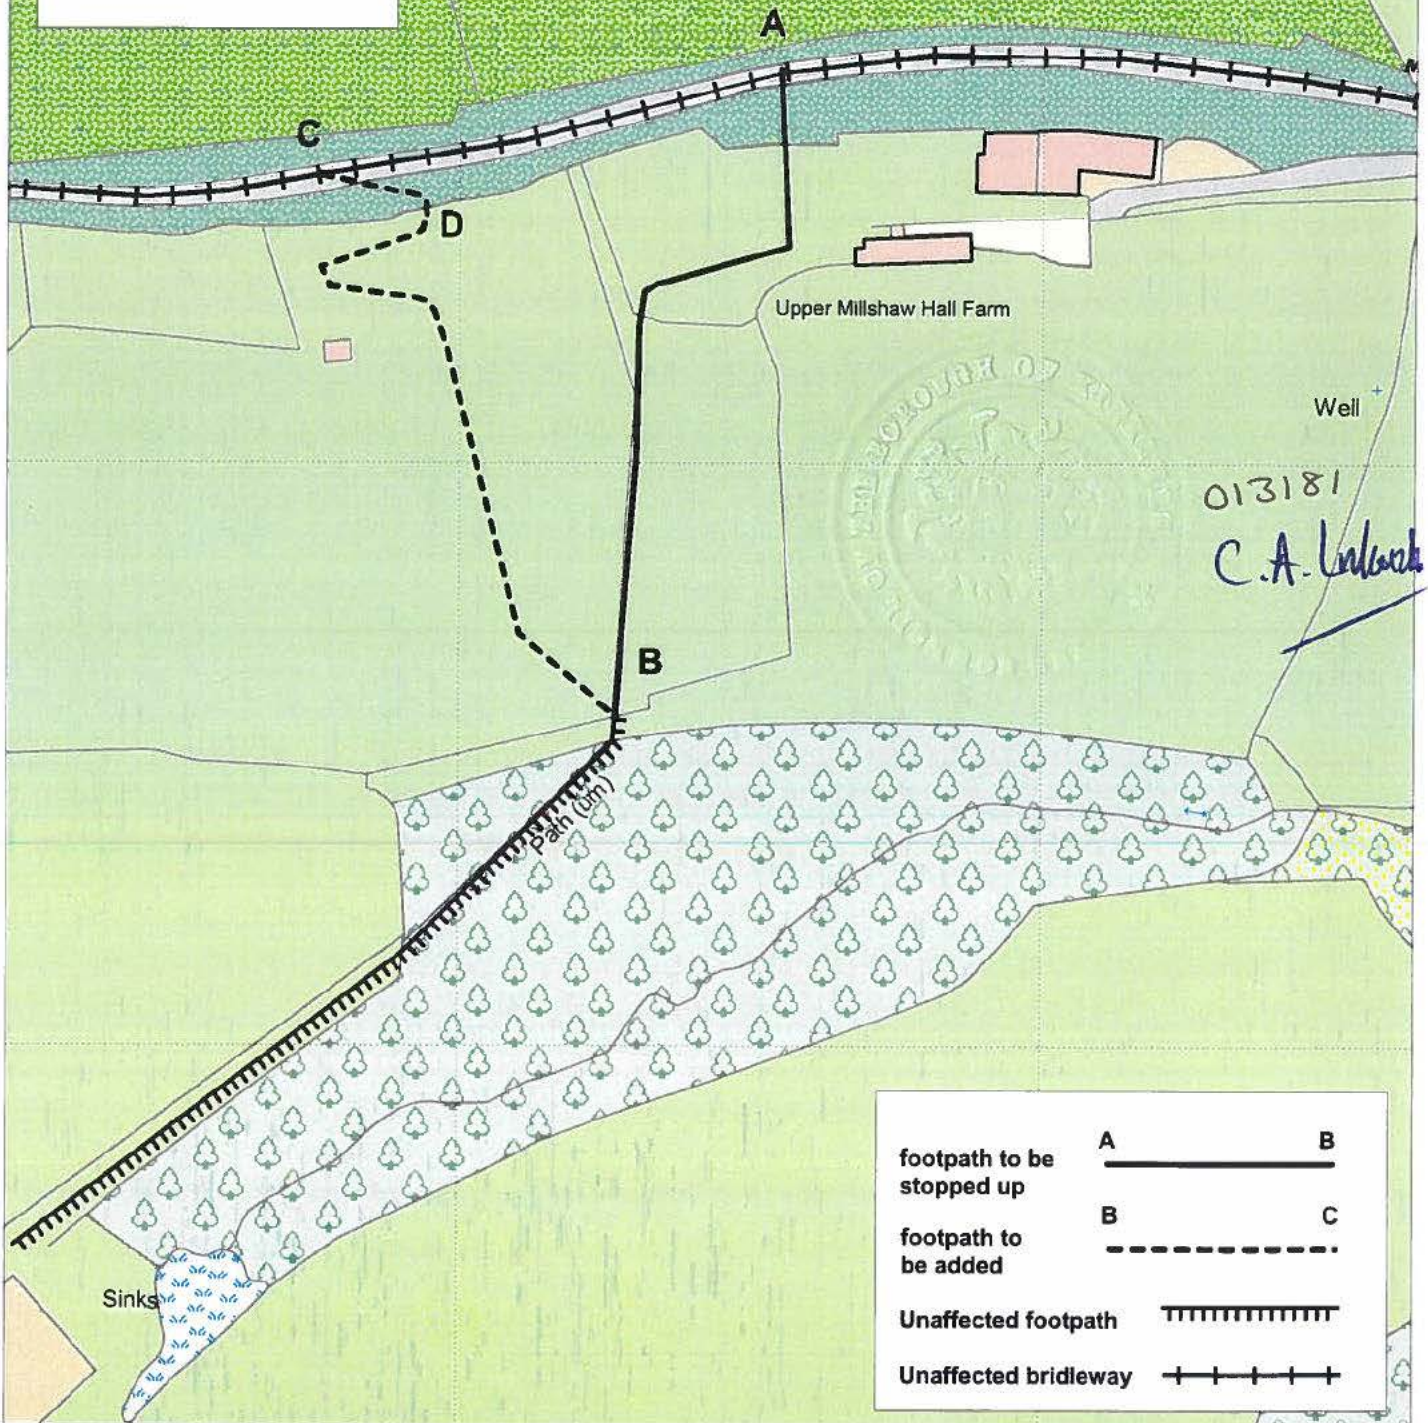 A
C
D
Upper Millshaw Hall Farm
Well
013181
C.A.
B
Path (um)
Sinks
A B
footpath to be
stopped up
B C
footpath to
be added
Unaffected footpath
Unaffected bridleway